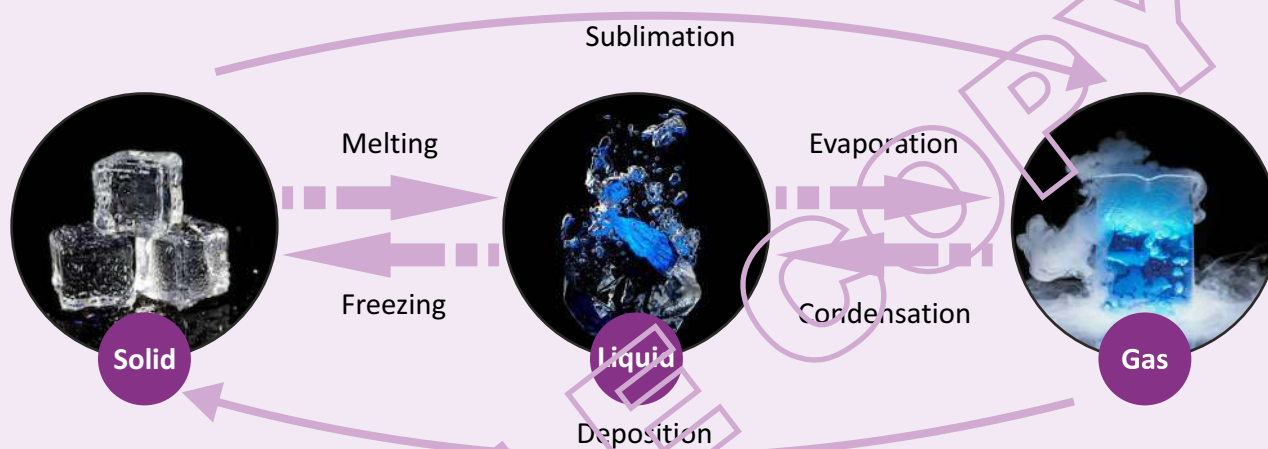 Sublimation
Melting
Evaporation
Freezing
Condensation
Solid
Liquid
Gas
Deposition
E COPY